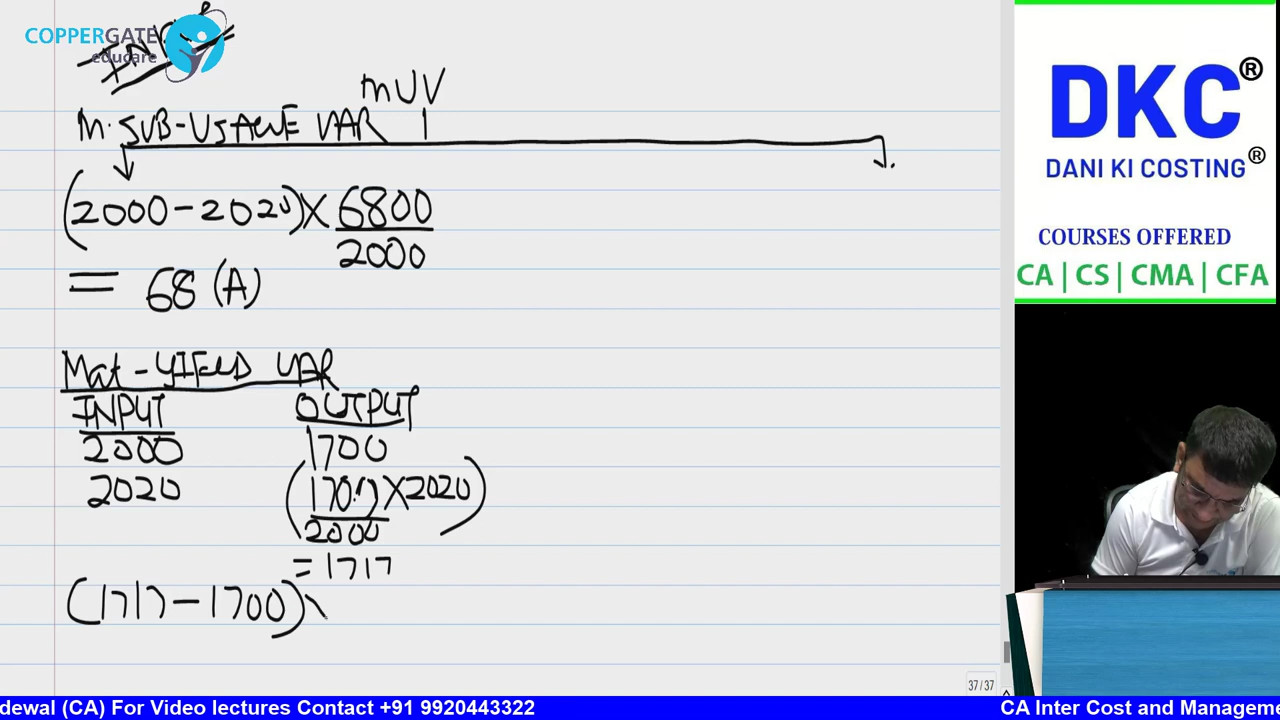 COPPERGATE
educare
MUV
M. SUB-USAGE VAR
(2000-2020)X 6800
2000
= 68 (A)
Mat-YIELD VAR
INPUT OUTPUT
2000 1700
2020 (1700X2020)
2000
= 1717
(1717-1700)
DKC®
DANI KI COSTING®
COURSES OFFERED
CA | CS | CMA | CFA
37/37
dewal (CA) For Video lectures Contact +91 9920443322 CA Inter Cost and Manageme